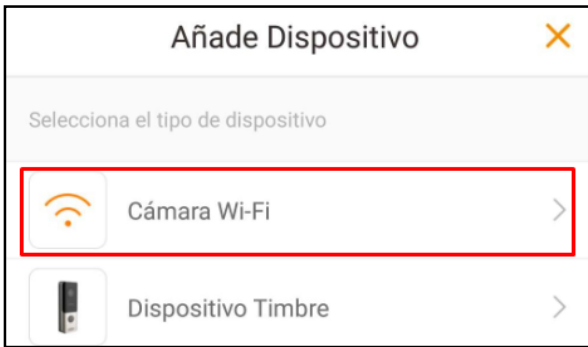 Añade Dispositivo
Selecciona el tipo de dispositivo
Cámara Wi-Fi
Dispositivo Timbre